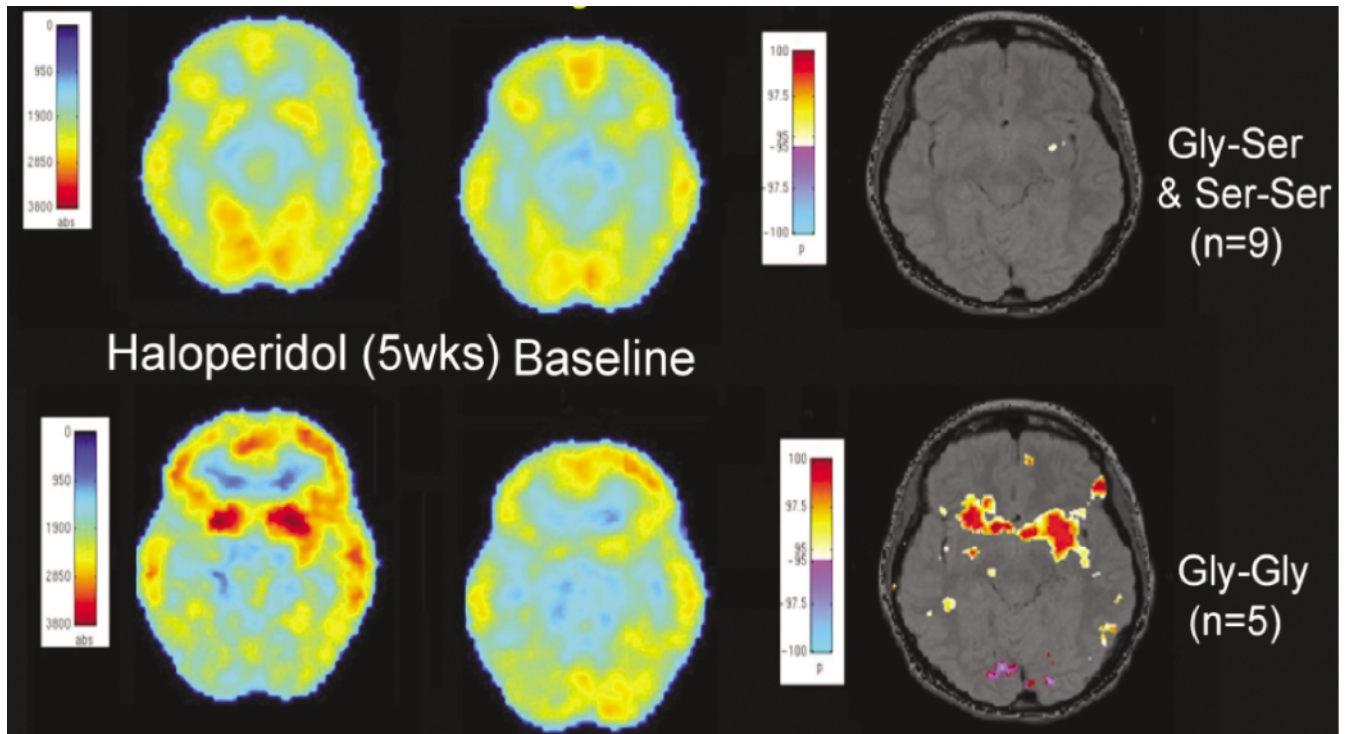 0
950
1900
2850
3800
abs
100
97.5
95
-95
-97.5
-100
p
Gly-Ser
& Ser-Ser
(n=9)
Haloperidol (5wks) Baseline
0
950
1900
2850
3800
abs
100
97.5
95
-95
-97.5
-100
p
Gly-Gly
(n=5)